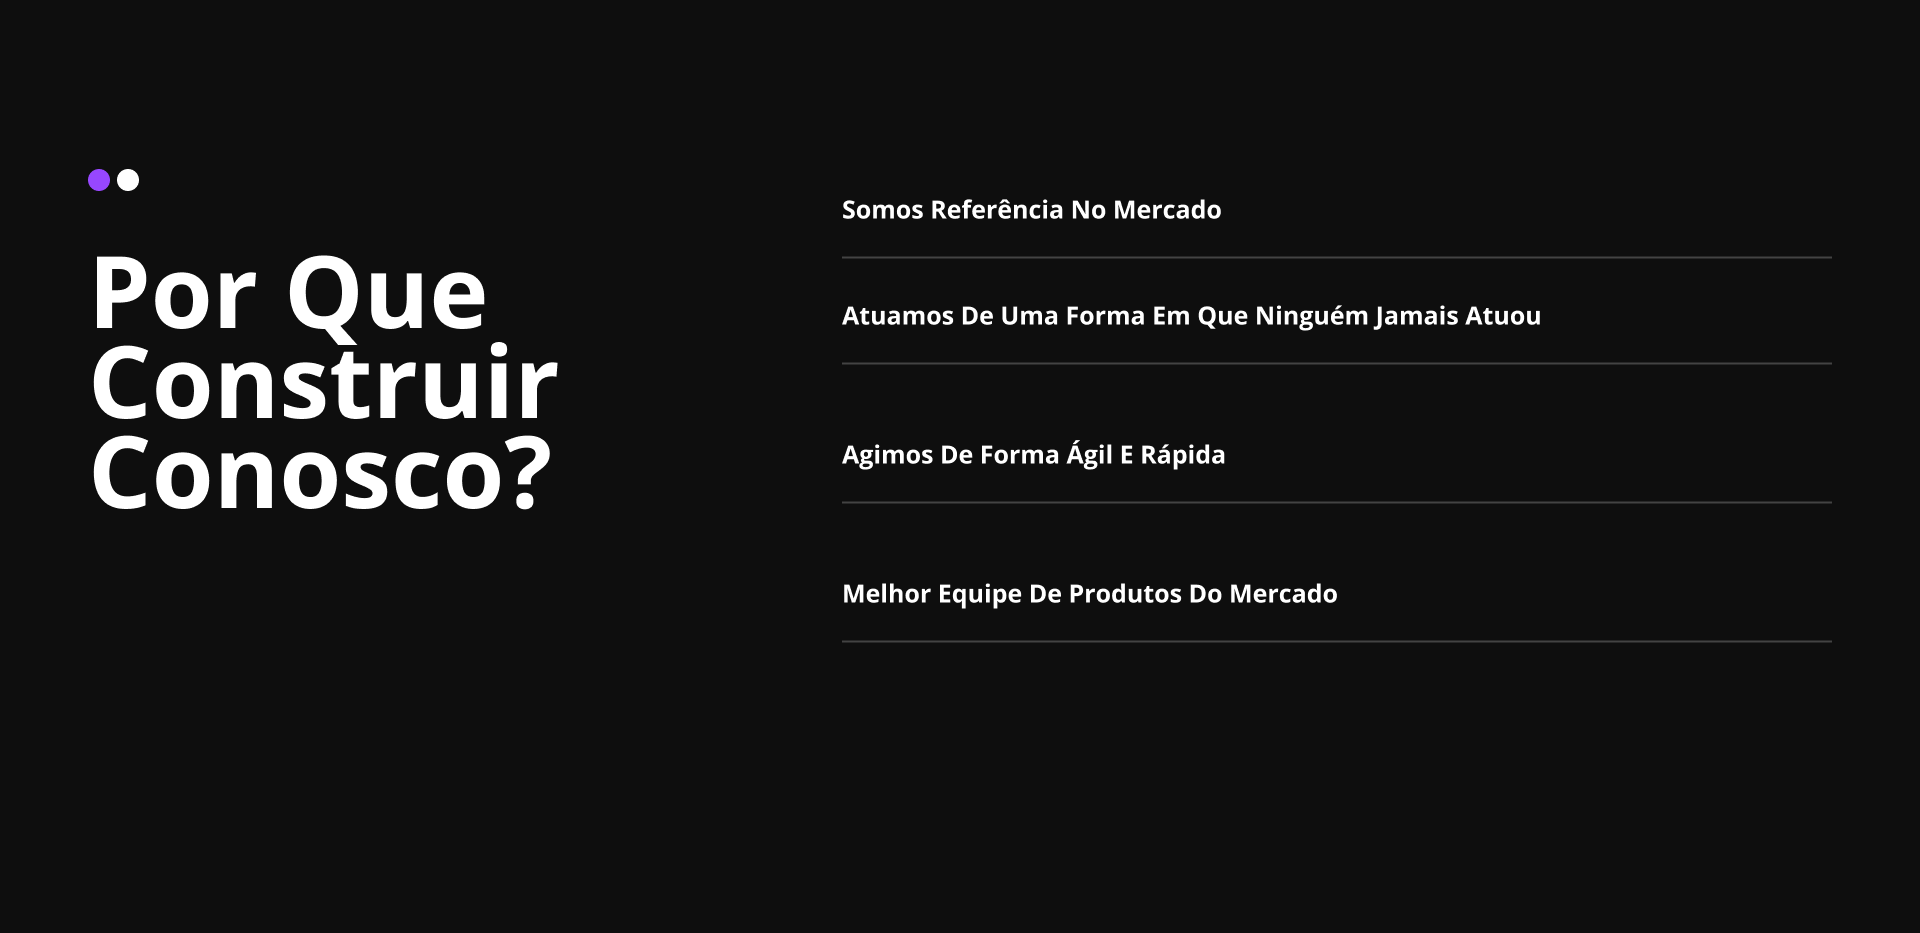 Por Que
Construir
Conosco?
Somos Referência No Mercado
Atuamos De Uma Forma Em Que Ninguém Jamais Atuou
Agimos De Forma Ágil E Rápida
Melhor Equipe De Produtos Do Mercado